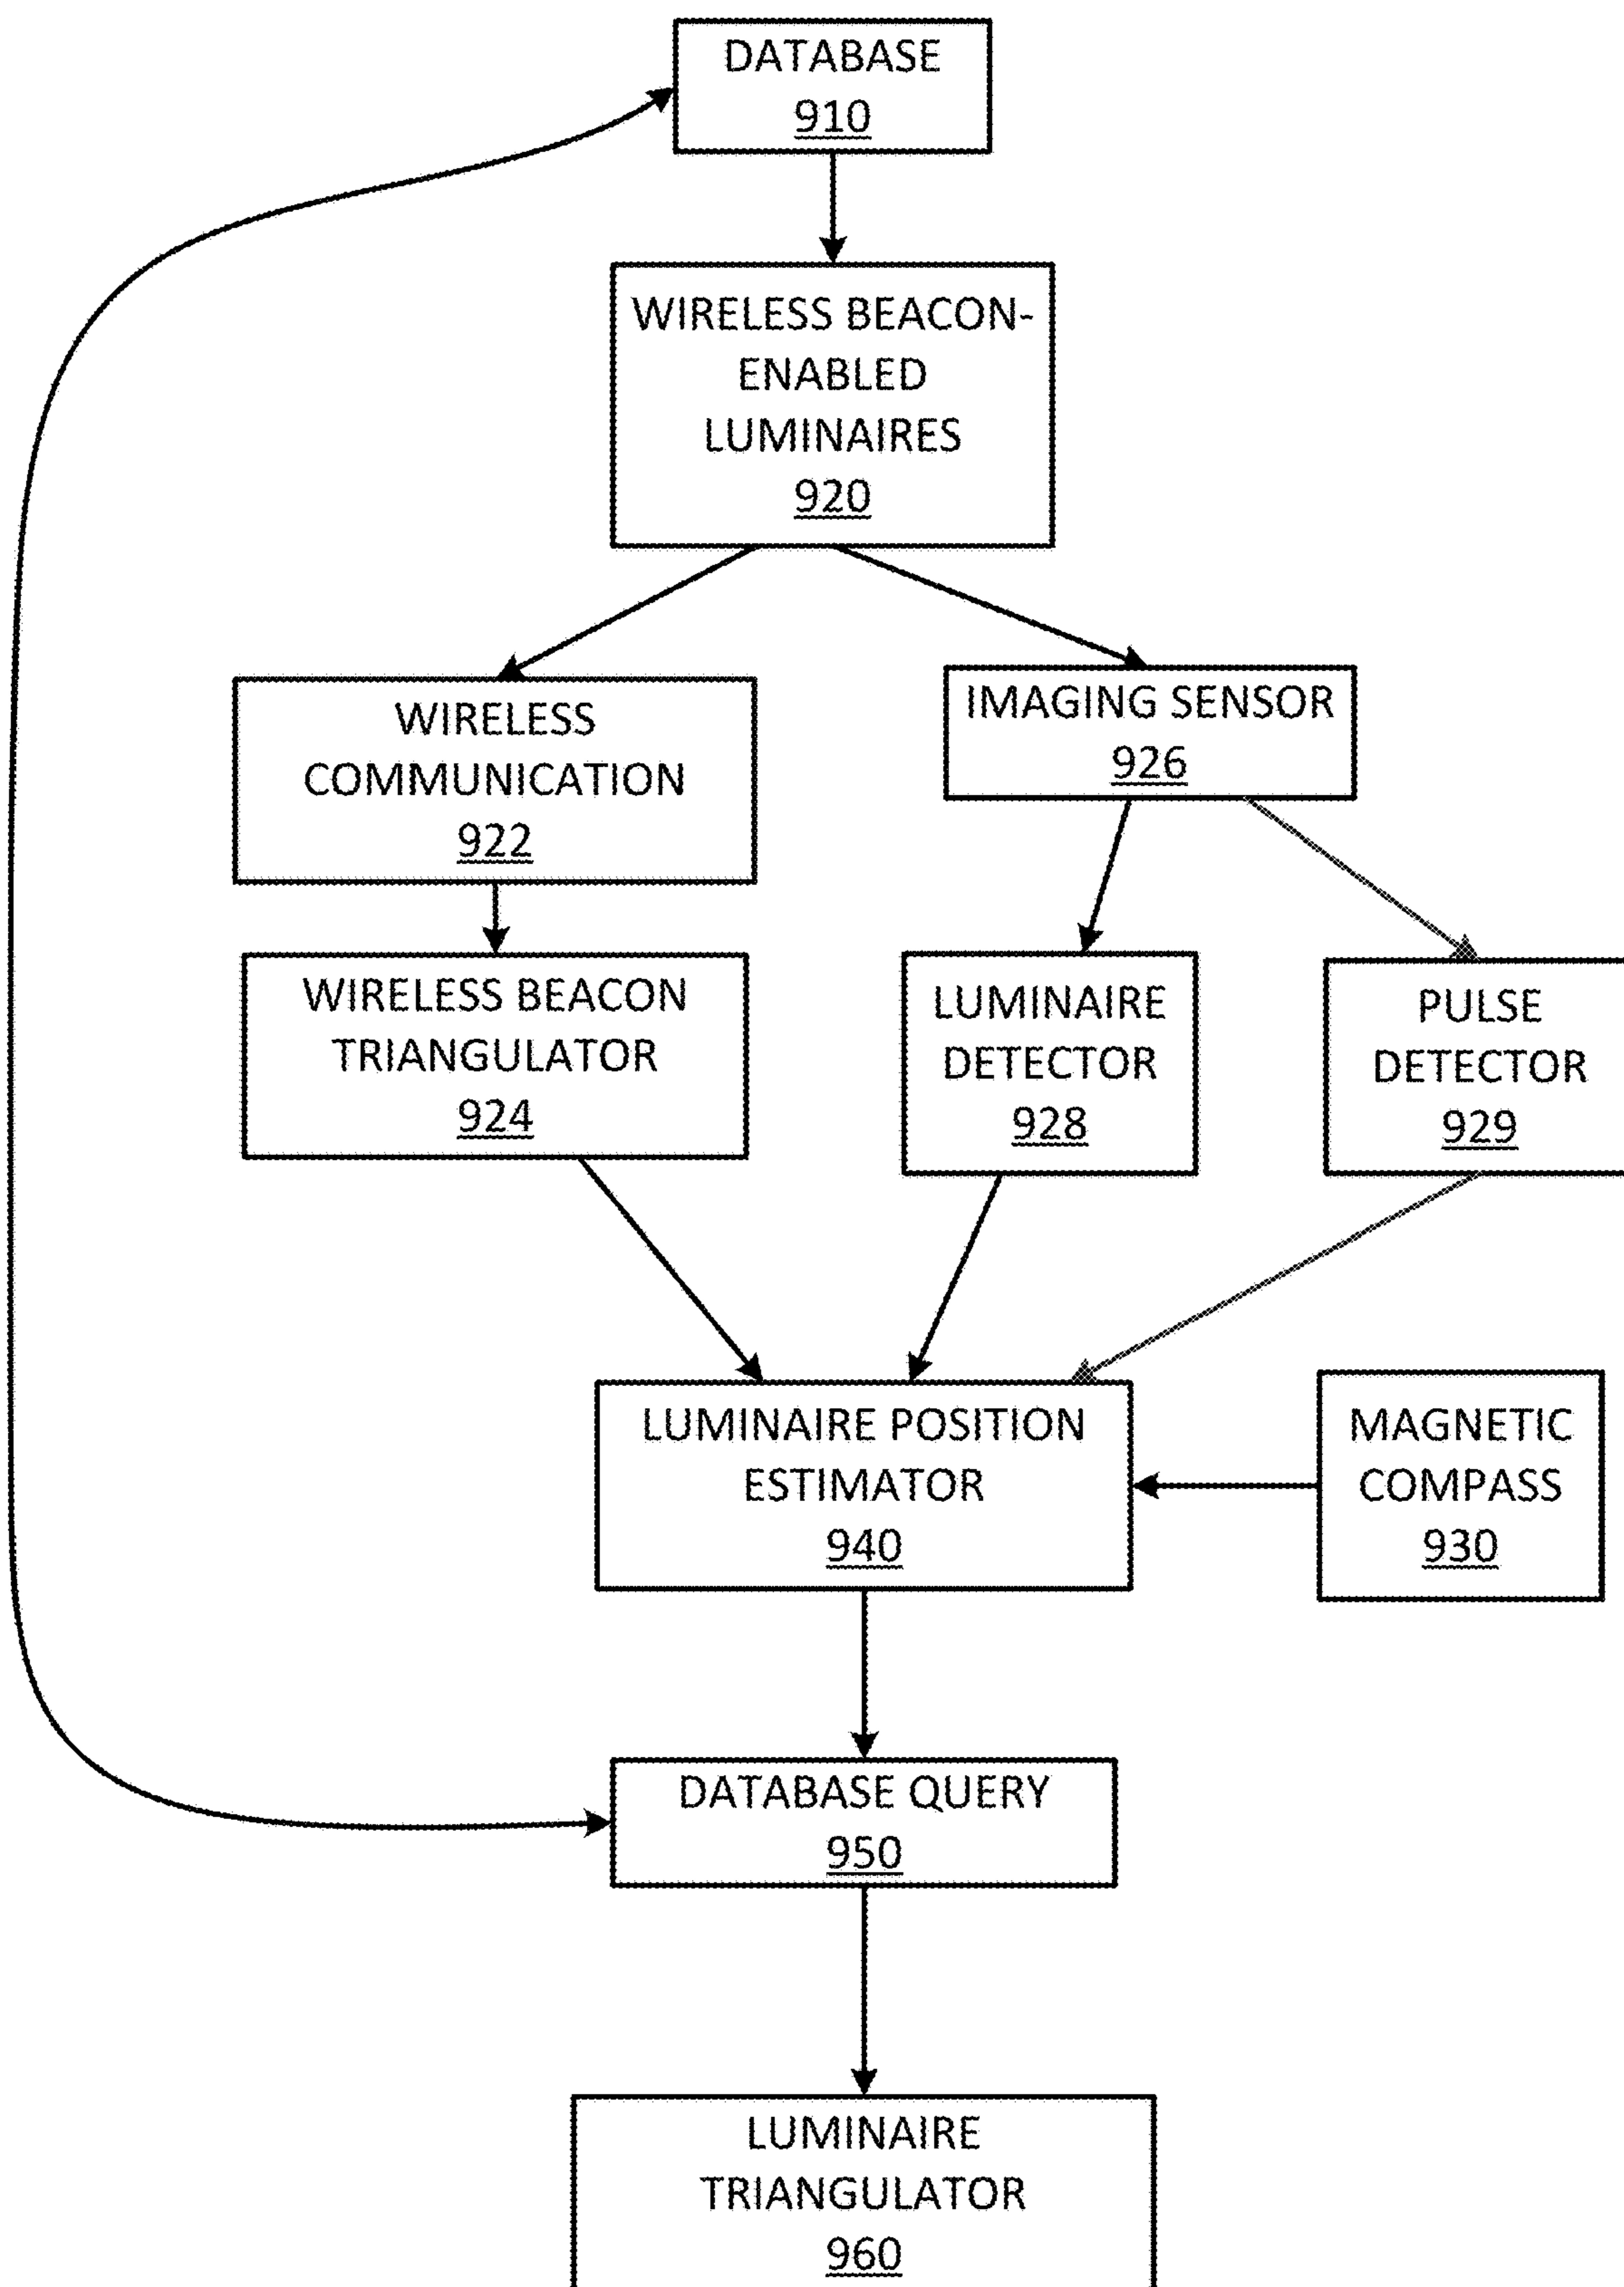 DATABASE
910
WIRELESS BEACON-
ENABLED
LUMINAIRES
920
WIRELESS
COMMUNICATION
922
IMAGING SENSOR
926
WIRELESS BEACON
TRIANGULATOR
924
LUMINAIRE
DETECTOR
928
PULSE
DETECTOR
929
LUMINAIRE POSITION
ESTIMATOR
940
MAGNETIC
COMPASS
930
DATABASE QUERY
950
LUMINAIRE
TRIANGULATOR
960